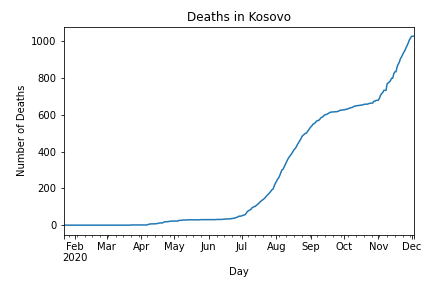 Deaths in Kosovo
1000
800
600
400
200
0
Number of Deaths
Feb Mar Apr May Jun Jul Aug Sep Oct Nov Dec
2020
Day